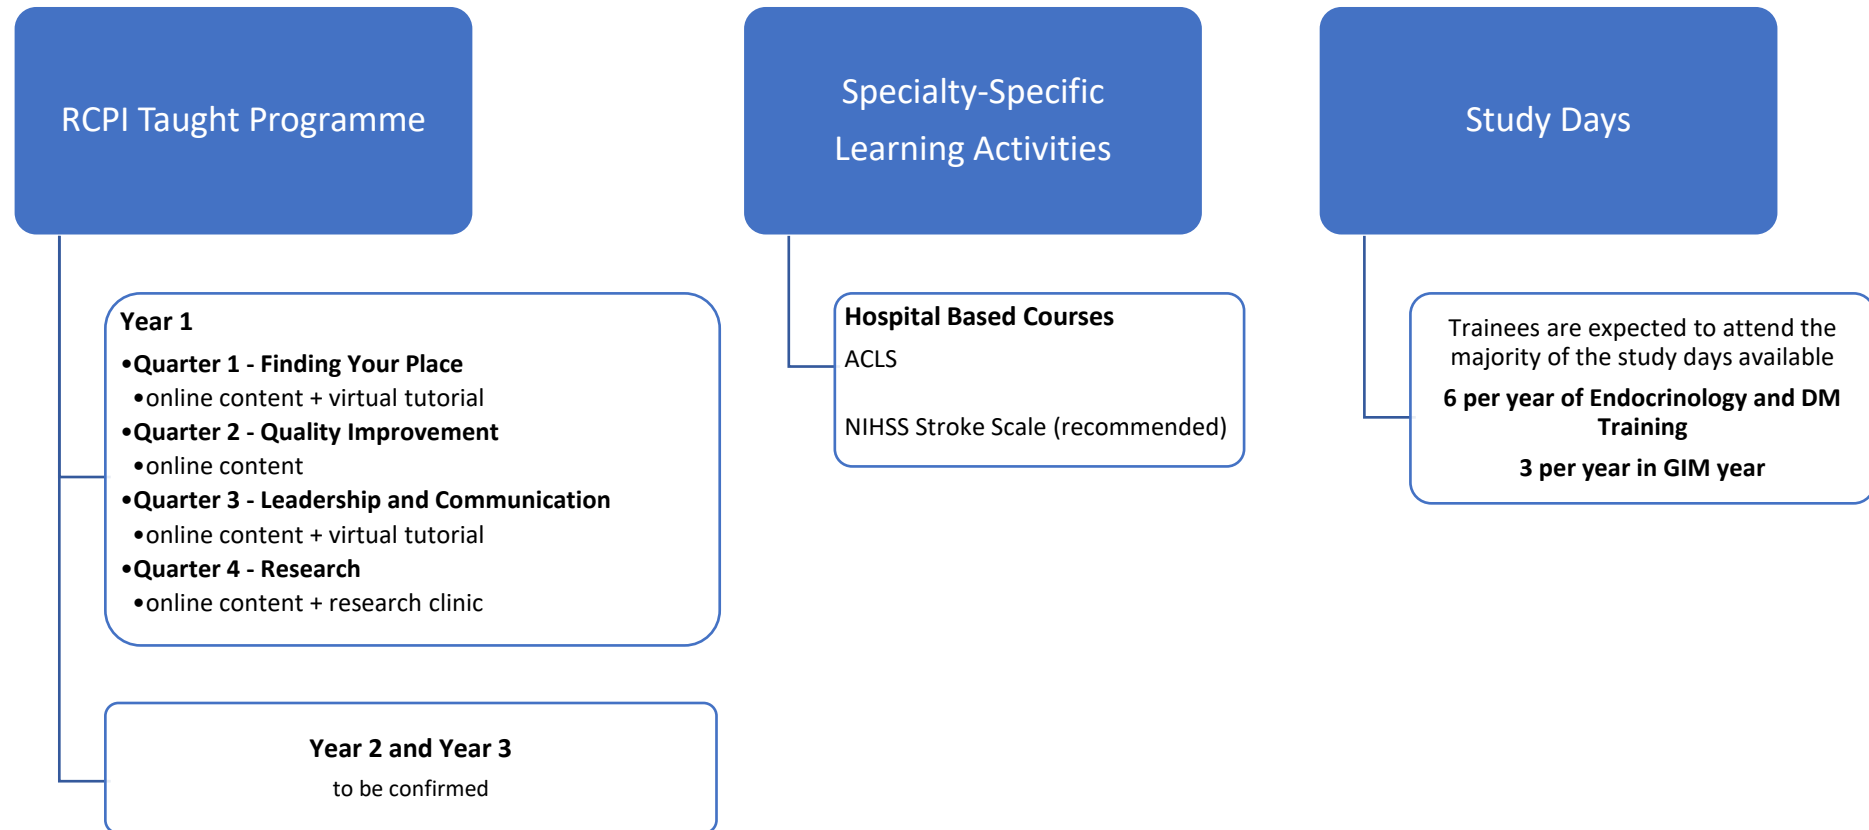 RCPI Taught Programme
Year 1
•Quarter 1 - Finding Your Place
•online content + virtual tutorial
•Quarter 2 - Quality Improvement
•online content
•Quarter 3 - Leadership and Communication
•online content + virtual tutorial
•Quarter 4 - Research
•online content + research clinic
Year 2 and Year 3
to be confirmed
Specialty-Specific
Learning Activities
Hospital Based Courses
ACLS
NIHSS Stroke Scale (recommended)
Study Days
Trainees are expected to attend the
majority of the study days available
6 per year of Endocrinology and DM
Training
3 per year in GIM year